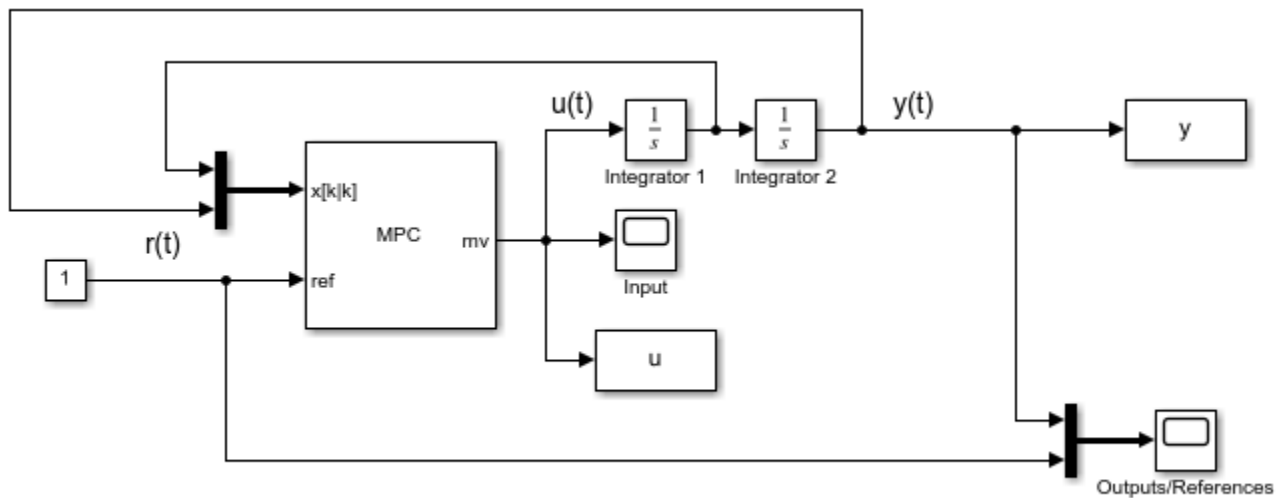 u(t)
1
s
Integrator 1
1
s
Integrator 2
y(t)
y
x[k|k]
MPC
mv
ref
r(t)
1
Input
u
Outputs/References